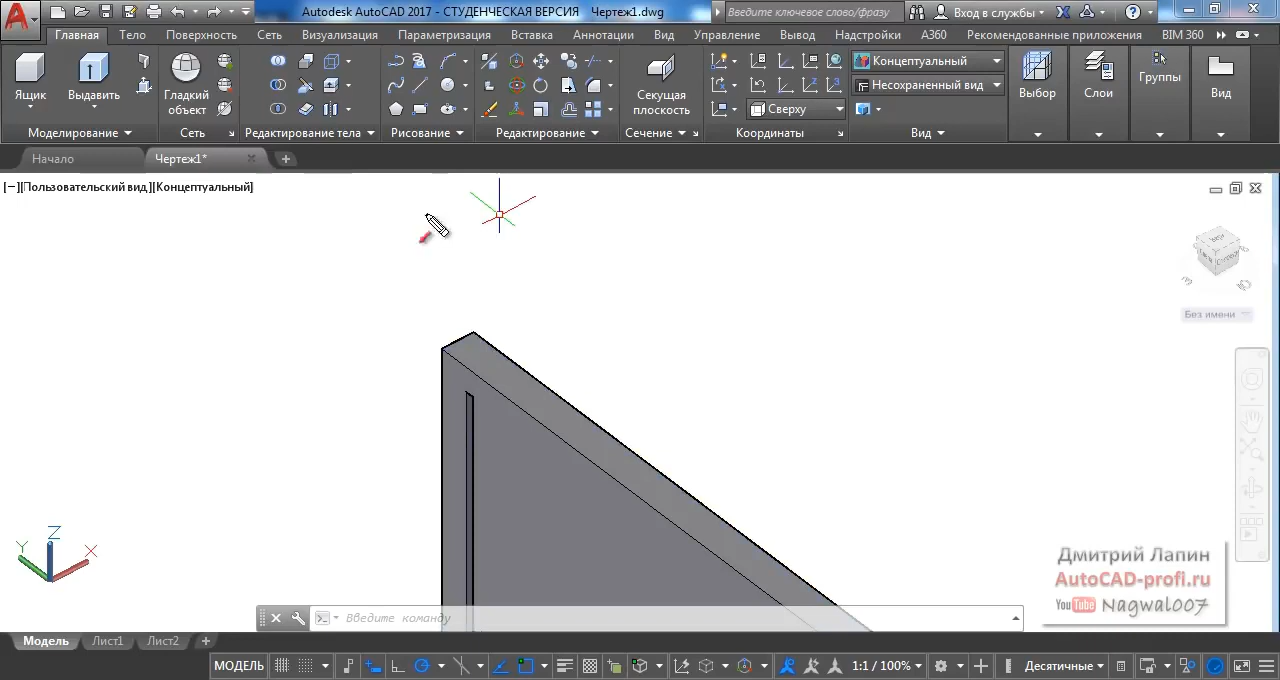 Autodesk AutoCAD 2017 - СТУДЕНЧЕСКАЯ ВЕРСИЯ Чертеж1.dwg
Введите ключевое слово/фразу
Вход в службы
Главная Тело Поверхность Сеть Визуализация Параметризация Вставка Аннотации Вид Управление Вывод Надстройки A360 Рекомендованные приложения BIM 360
Ящик Выдавить Гладкий объект Секущая плоскость Концептуальный Несохраненный вид Сверху Выбор Слои Группы Вид
Моделирование Сеть Редактирование тела Рисование Редактирование Сечение Координаты Вид
Начало Чертеж1*
[−][Пользовательский вид][Концептуальный]
Без имени
Z
Y X
Дмитрий Лапин
AutoCAD-profi.ru
YouTube Nagwal007
Введите команду
Модель Лист1 Лист2
МОДЕЛЬ 1:1 / 100% Десятичные